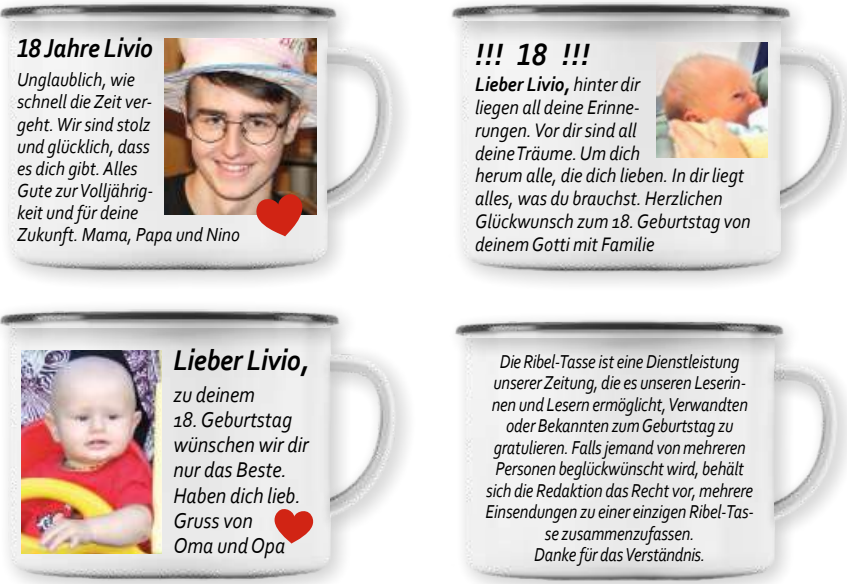 18 Jahre Livio
Unglaublich, wie
schnell die Zeit ver-
geht. Wir sind stolz
und glücklich, dass
es dich gibt. Alles
Gute zur Volljährig-
keit und für deine
Zukunft. Mama, Papa und Nino
!!! 18 !!!
Lieber Livio, hinter dir
liegen all deine Erinne-
rungen. Vor dir sind all
deine Träume. Um dich
herum alle, die dich lieben. In dir liegt
alles, was du brauchst. Herzlichen
Glückwunsch zum 18. Geburtstag von
deinem Gotti mit Familie
Lieber Livio,
zu deinem
18. Geburtstag
wünschen wir dir
nur das Beste.
Haben dich lieb.
Gruss von
Oma und Opa
Die Ribel-Tasse ist eine Dienstleistung
unserer Zeitung, die es unseren Leserin-
nen und Lesern ermöglicht, Verwandten
oder Bekannten zum Geburtstag zu
gratulieren. Falls jemand von mehreren
Personen beglückwünscht wird, behält
sich die Redaktion das Recht vor, mehrere
Einsendungen zu einer einzigen Ribel-Tas-
se zusammenzufassen.
Danke für das Verständnis.